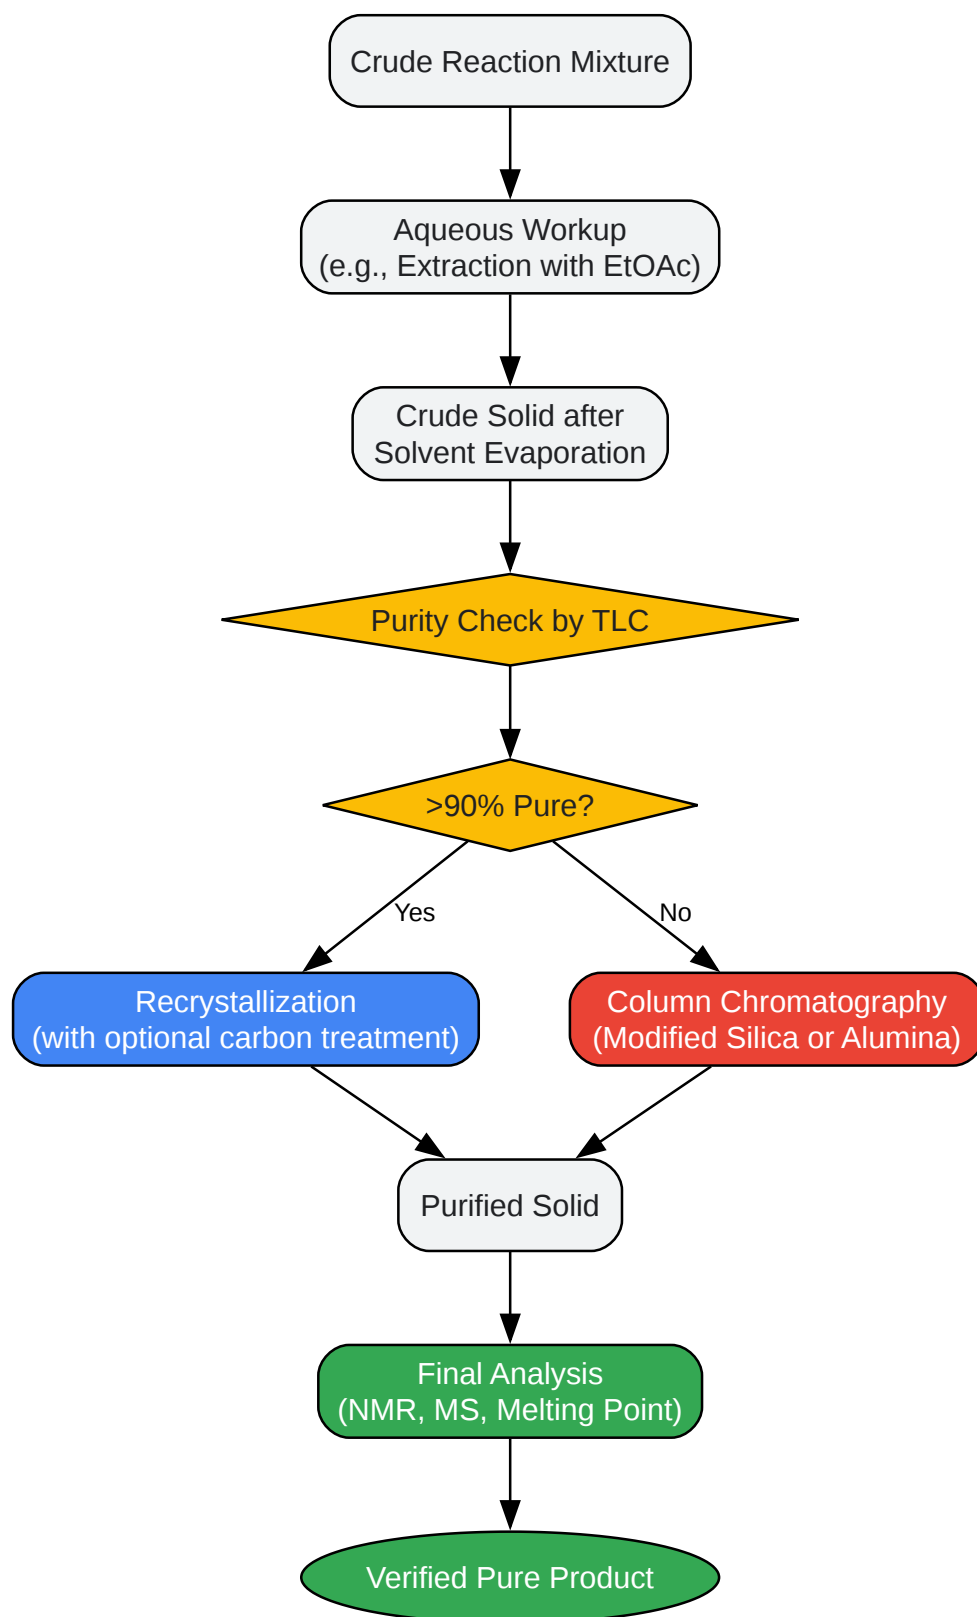 Crude Reaction Mixture
Aqueous Workup
(e.g., Extraction with EtOAc)
Crude Solid after
Solvent Evaporation
Purity Check by TLC
>90% Pure?
Yes
No
Recrystallization
(with optional carbon treatment)
Column Chromatography
(Modified Silica or Alumina)
Purified Solid
Final Analysis
(NMR, MS, Melting Point)
Verified Pure Product